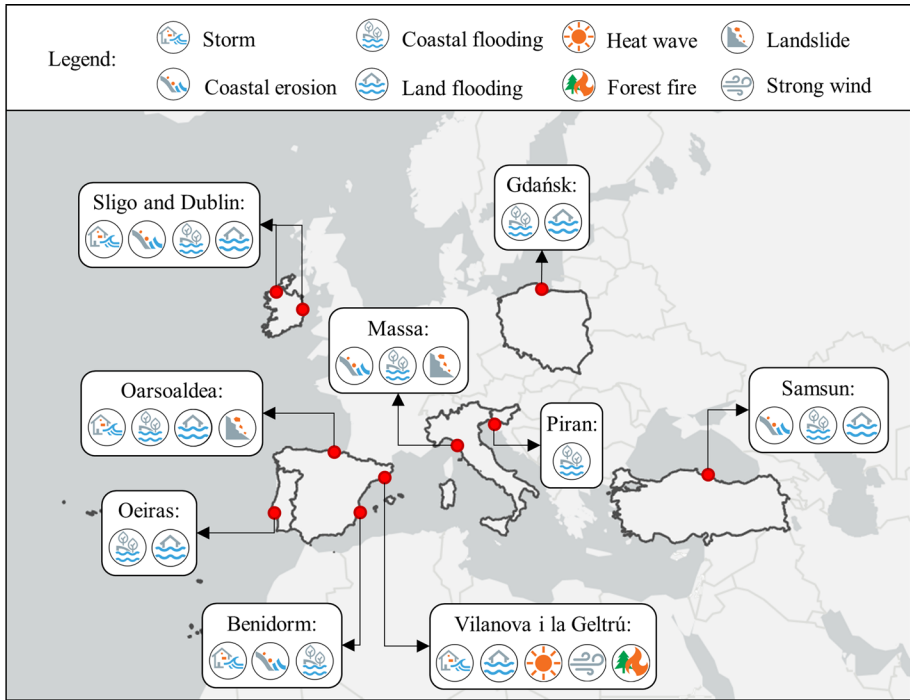 Legend:
Storm
Coastal flooding
Heat wave
Landslide
Coastal erosion
Land flooding
Forest fire
Strong wind
Gdańsk:
Sligo and Dublin:
Massa:
Oarsoaldea:
Samsun:
Piran:
Oeiras:
Benidorm:
Vilanova i la Geltrú: